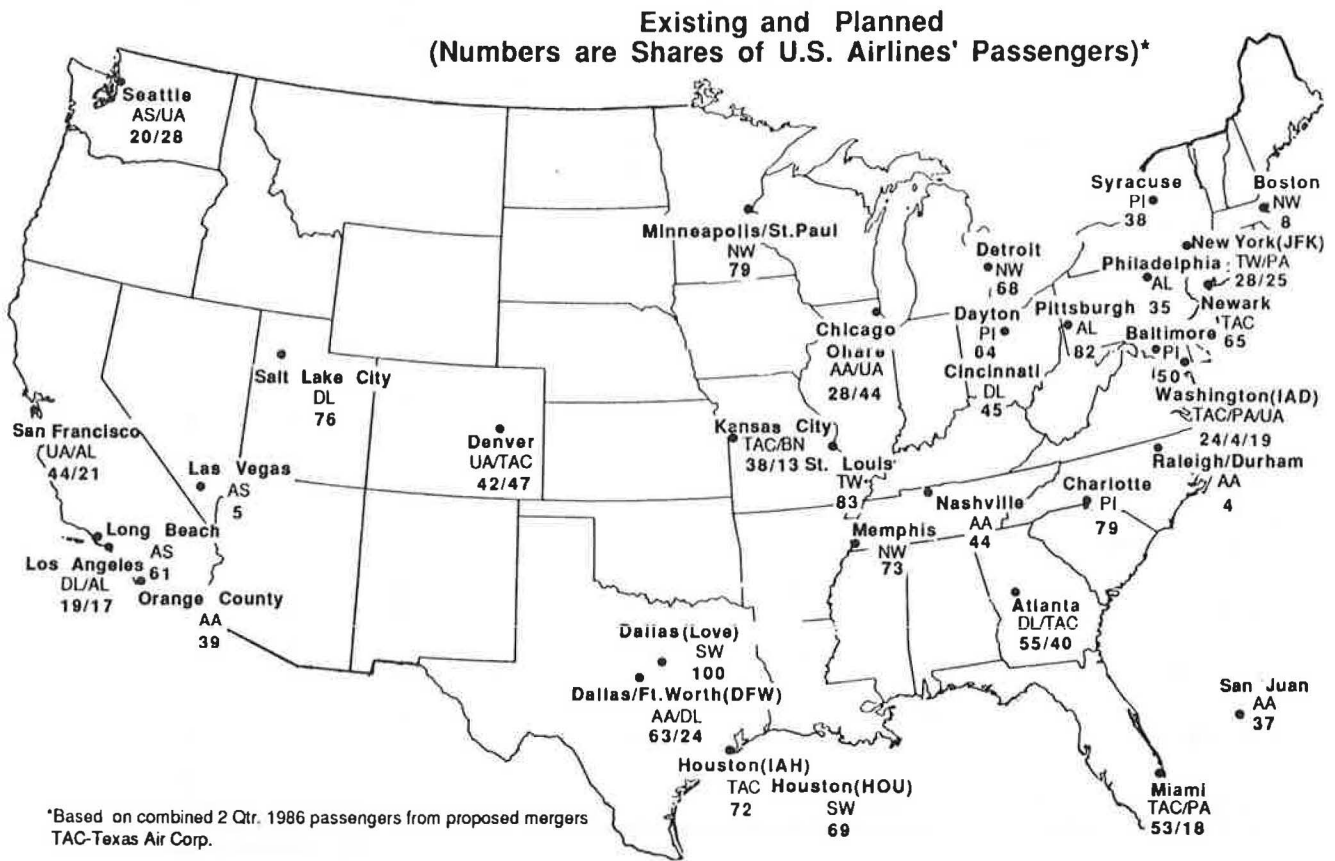 Existing and Planned
(Numbers are Shares of U.S. Airlines' Passengers)*
Seattle
AS/UA
20/28
Minneapolis/St.Paul
NW
79
Syracuse
PI
38
Boston
NW
8
New York(JFK)
TW/PA
28/25
Detroit
NW
68
Philadelphia
AL
35
Newark
TAC
65
Chicago
Ohare
AA/UA
28/44
Dayton
PI
64
Pittsburgh
AL
82
Baltimore
PI
50
Cincinnati
DL
45
Washington(IAD)
TAC/PA/UA
24/4/19
Salt Lake City
DL
76
San Francisco
UA/AL
44/21
Denver
UA/TAC
42/47
Kansas City
TAC/BN
38/13
St. Louis
TW
83
Las Vegas
AS
5
Raleigh/Durham
AA
4
Nashville
AA
44
Charlotte
PI
79
Long Beach
AS
61
Los Angeles
DL/AL
19/17
Orange County
AA
39
Memphis
NW
73
Atlanta
DL/TAC
55/40
Dallas(Love)
SW
100
Dallas/Ft.Worth(DFW)
AA/DL
63/24
San Juan
AA
37
Houston(IAH)
TAC
72
Houston(HOU)
SW
69
Miami
TAC/PA
53/18
*Based on combined 2 Qtr. 1986 passengers from proposed mergers
TAC-Texas Air Corp.